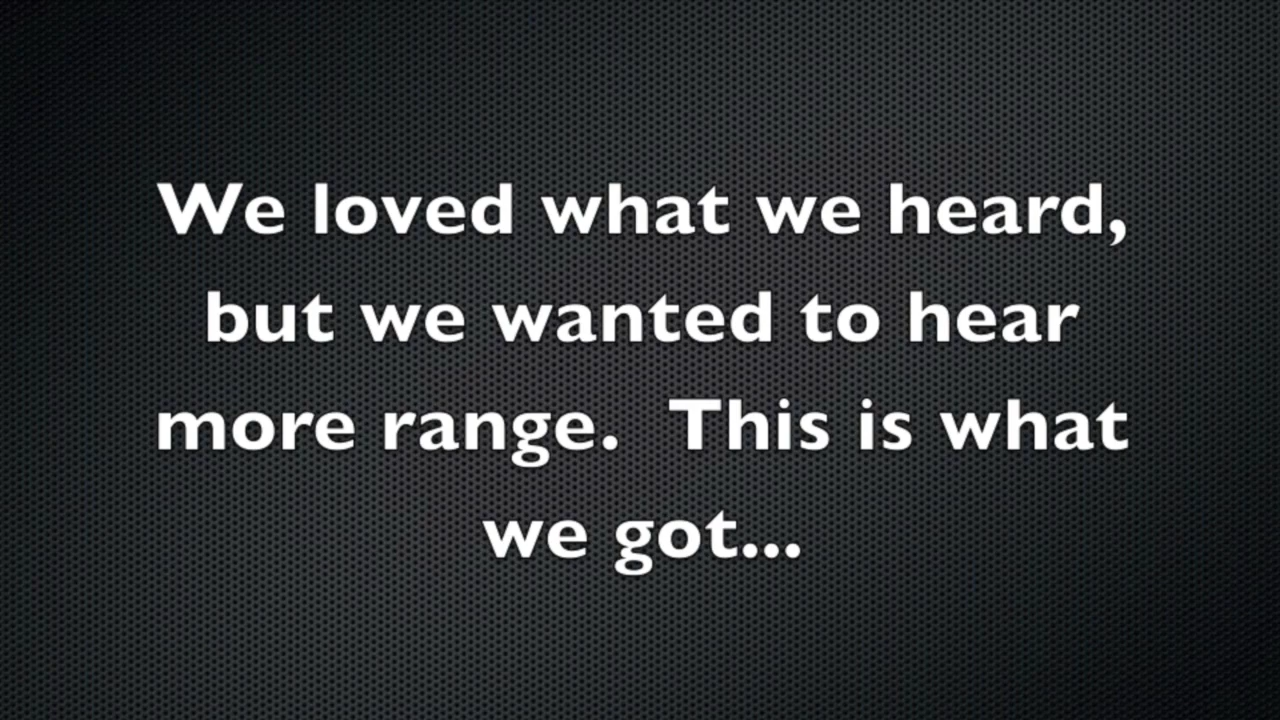 We loved what we heard,
but we wanted to hear
more range.  This is what
we got...